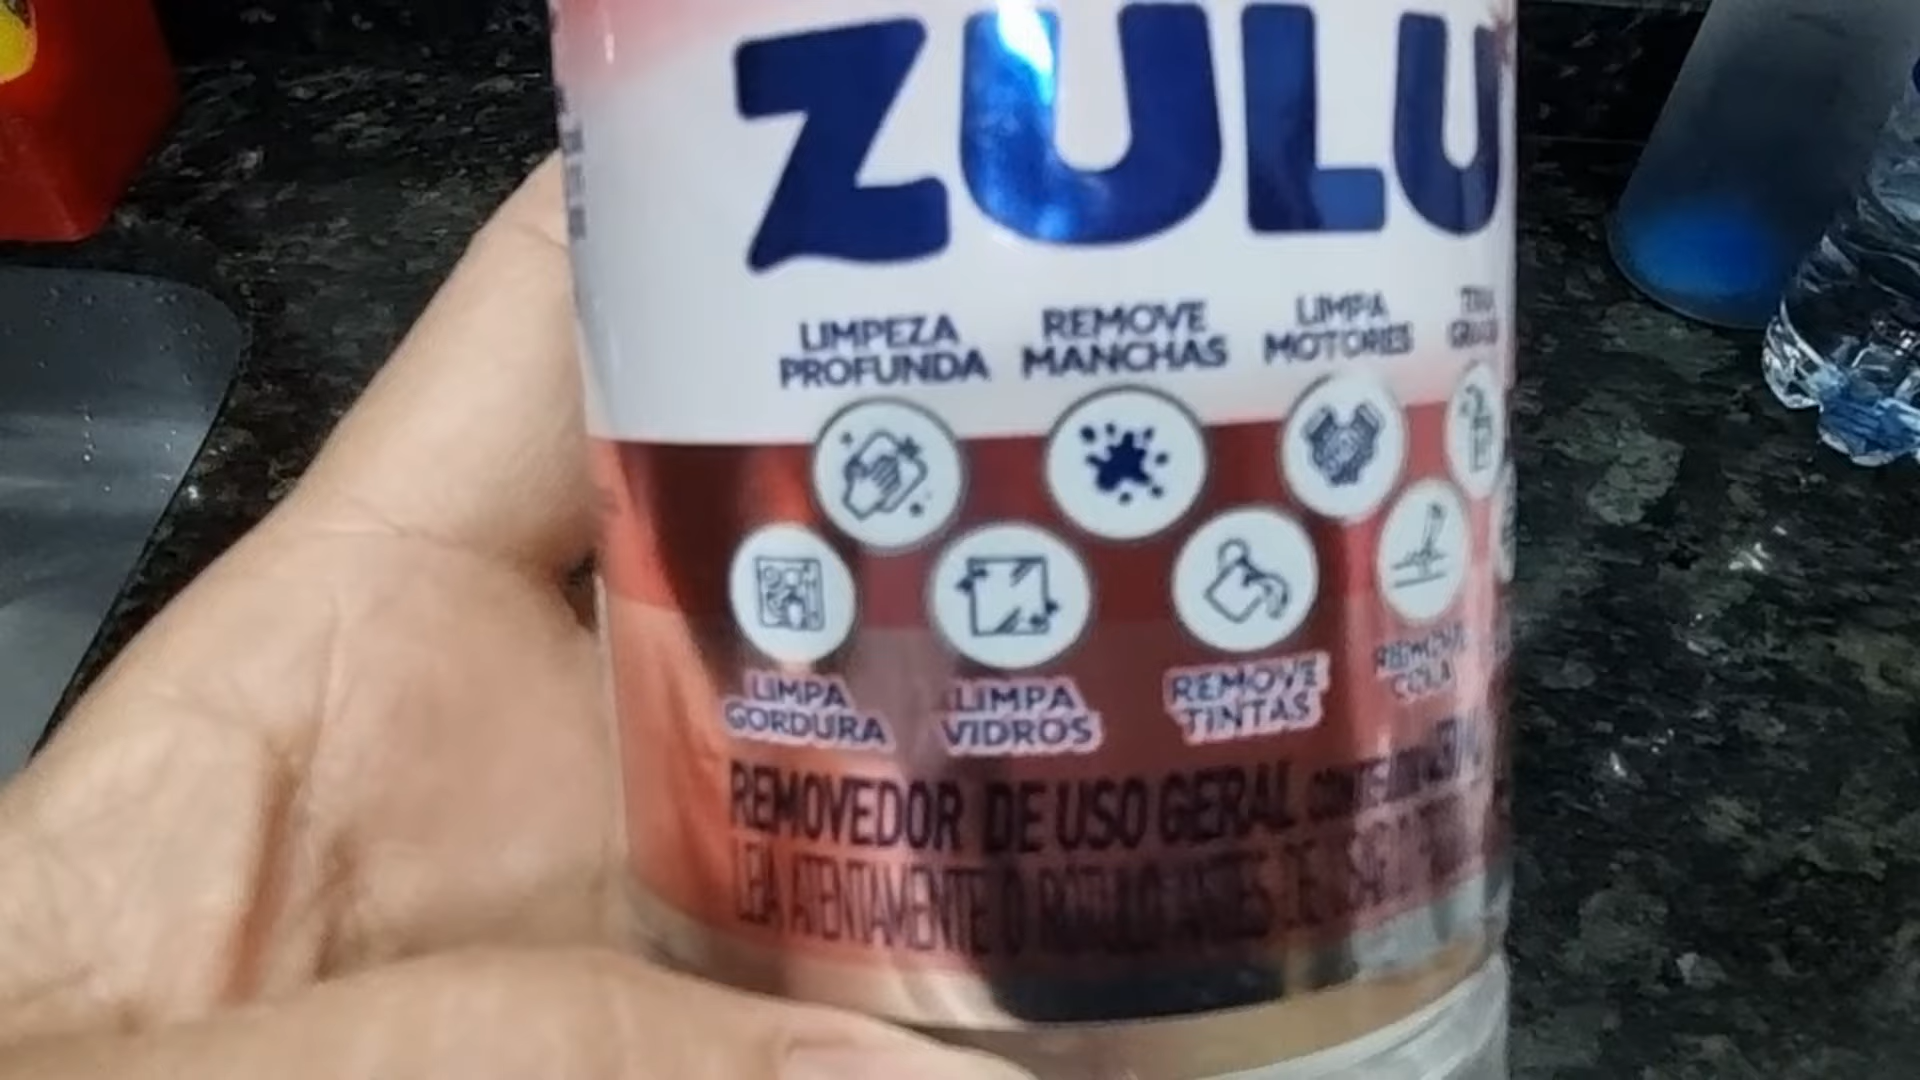 ZULU
LIMPEZA
PROFUNDA
REMOVE
MANCHAS
LIMPA
MOTORES
LIMPA
GORDURA
LIMPA
VIDROS
REMOVE
TINTAS
REMOVE
COLA
REMOVEDOR DE USO GERAL
LEIA ATENTAMENTE O RÓTULO ANTES DE USAR O